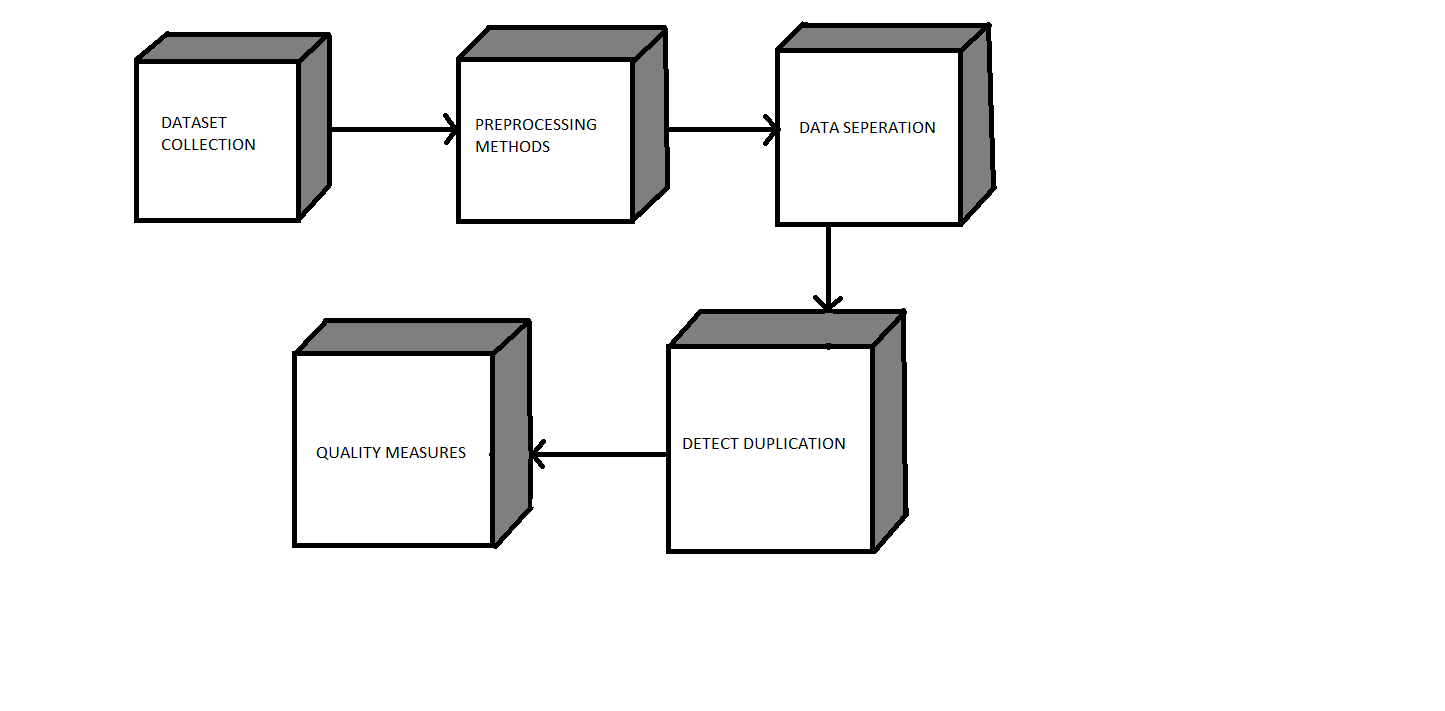 DATASET
COLLECTION
PREPROCESSING
METHODS
DATA SEPERATION
DETECT DUPLICATION
QUALITY MEASURES